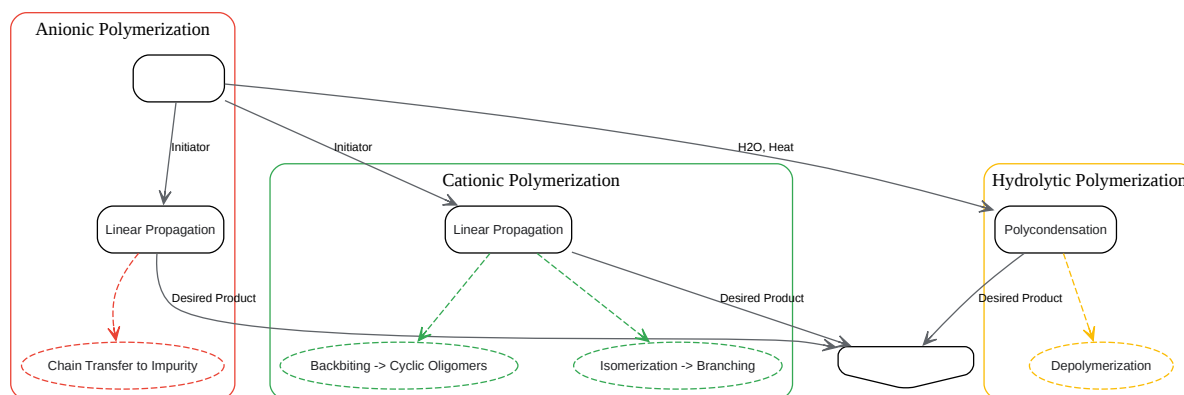 Anionic Polymerization
Initiator
Initiator
H2O, Heat
Cationic Polymerization
Hydrolytic Polymerization
Linear Propagation
Linear Propagation
Polycondensation
Desired Product
Desired Product
Desired Product
Chain Transfer to Impurity
Backbiting -> Cyclic Oligomers
Isomerization -> Branching
Depolymerization